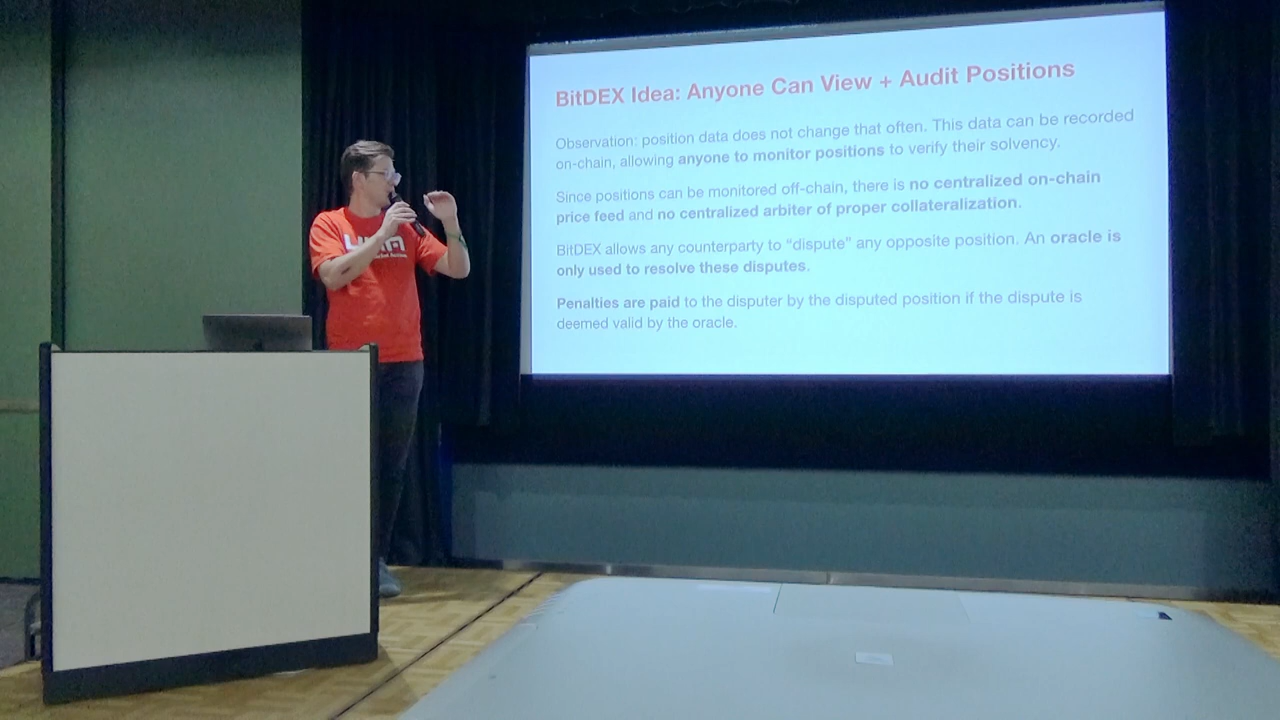 BitDEX Idea: Anyone Can View + Audit Positions
Observation: position data does not change that often. This data can be recorded
on-chain, allowing anyone to monitor positions to verify their solvency.
Since positions can be monitored off-chain, there is no centralized on-chain
price feed and no centralized arbiter of proper collateralization.
BitDEX allows any counterparty to “dispute” any opposite position. An oracle is
only used to resolve these disputes.
Penalties are paid to the disputer by the disputed position if the dispute is
deemed valid by the oracle.